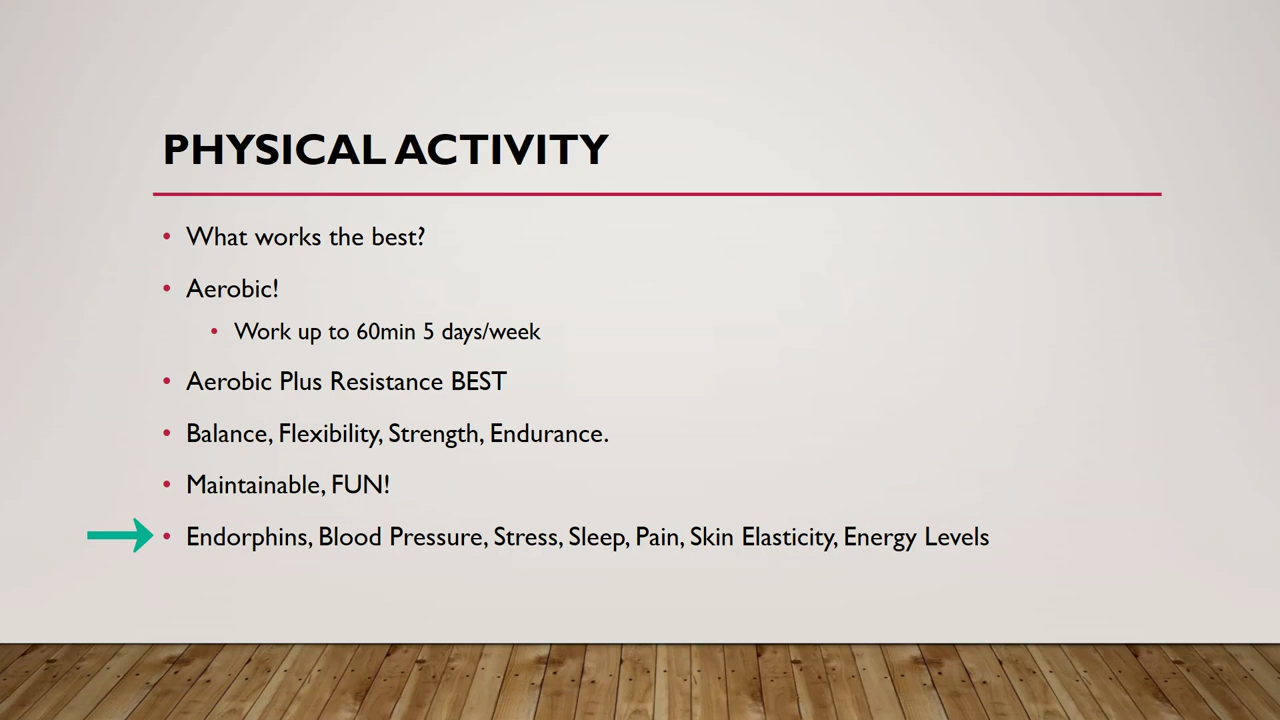 PHYSICAL ACTIVITY
• What works the best?
• Aerobic!
• Work up to 60min 5 days/week
• Aerobic Plus Resistance BEST
• Balance, Flexibility, Strength, Endurance.
• Maintainable, FUN!
• Endorphins, Blood Pressure, Stress, Sleep, Pain, Skin Elasticity, Energy Levels